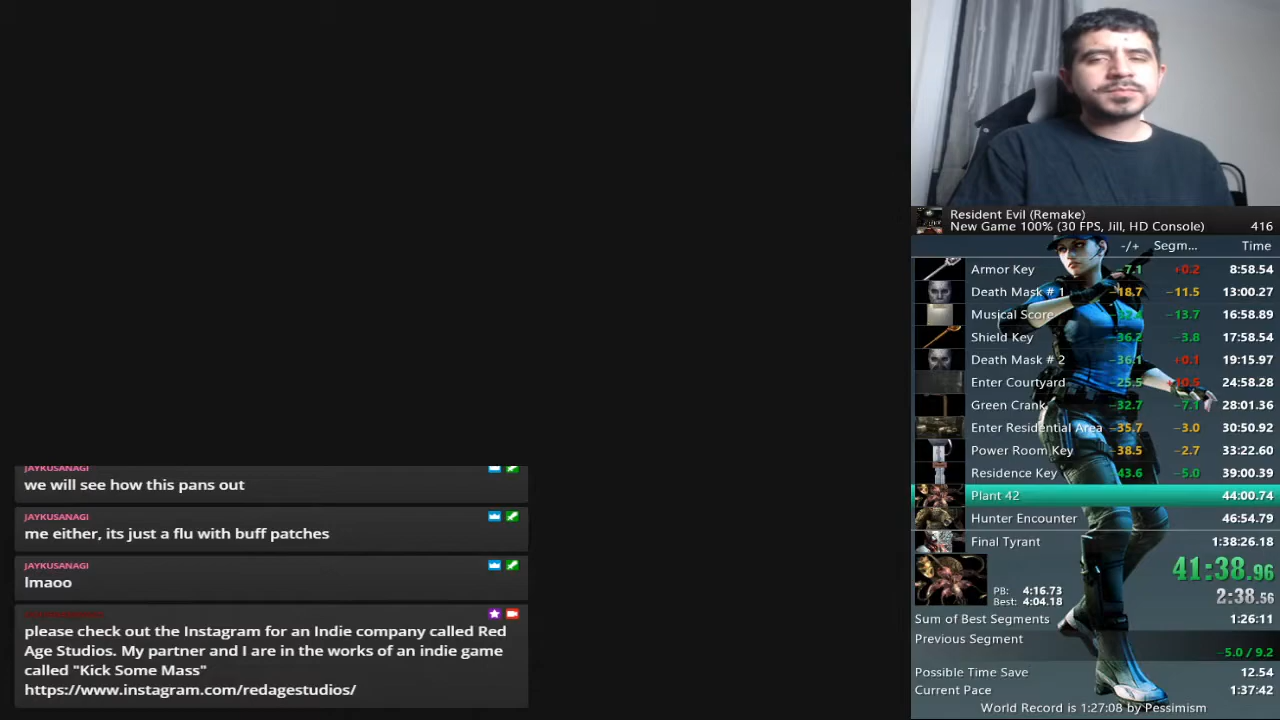 JAYKUSANAGI
we will see how this pans out
JAYKUSANAGI
me either, its just a flu with buff patches
JAYKUSANAGI
lmaoo
please check out the Instagram for an Indie company called Red
Age Studios. My partner and I are in the works of an indie game
called "Kick Some Mass"
https://www.instagram.com/redagestudios/
Resident Evil (Remake)
New Game 100% (30 FPS, Jill, HD Console) 416
-/+ Segm... Time
Armor Key −7.1 +0.2 8:58.54
Death Mask # 1 −18.7 −11.5 13:00.27
Musical Score −13.7 16:58.89
Shield Key −36.2 −3.8 17:58.54
Death Mask # 2 −36.1 +0.1 19:15.97
Enter Courtyard −25.5 +10.5 24:58.28
Green Crank −32.7 −7.1 28:01.36
Enter Residential Area −35.7 −3.0 30:50.92
Power Room Key −38.5 −2.7 33:22.60
Residence Key −43.6 −5.0 39:00.39
Plant 42 44:00.74
Hunter Encounter 46:54.79
Final Tyrant 1:38:26.18
41:38.96
PB: 4:16.73
Best: 4:04.18
2:38.56
Sum of Best Segments 1:26:11
Previous Segment
−5.0 / 9.2
Possible Time Save 12.54
Current Pace 1:37:42
World Record is 1:27:08 by Pessimism